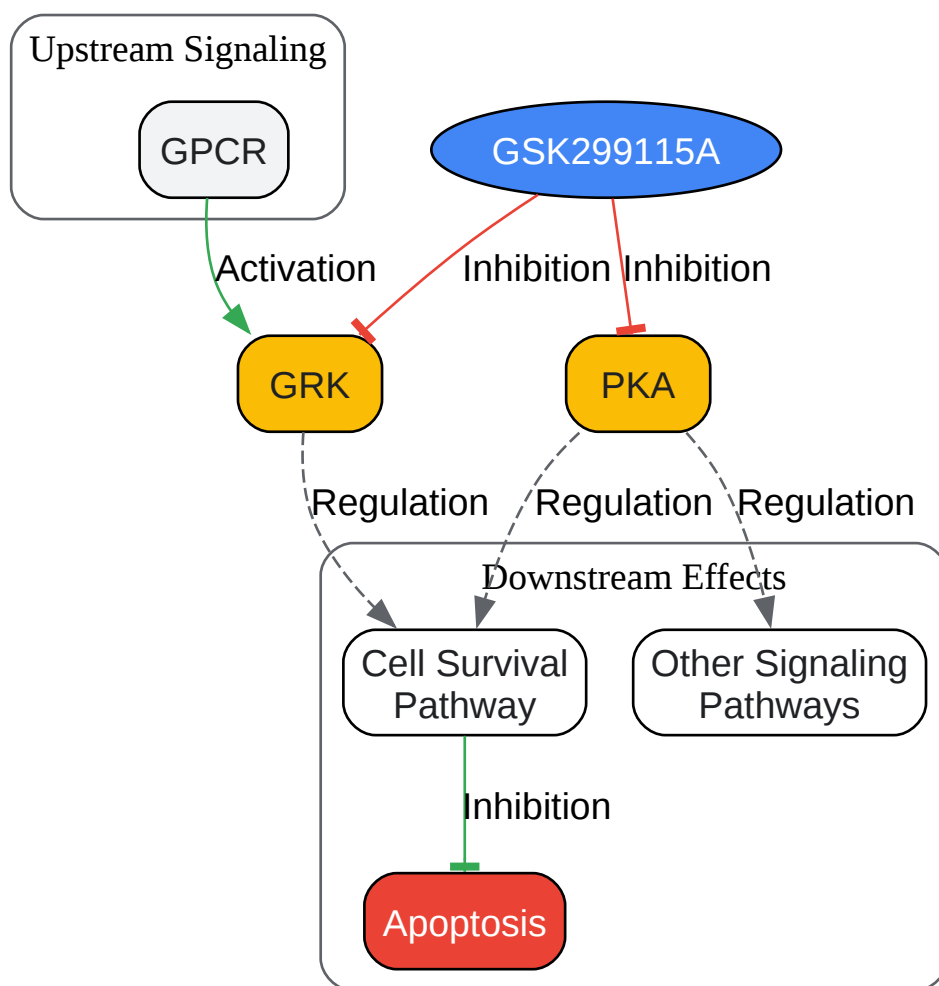 Upstream Signaling
GPCR
GSK299115A
Activation
Inhibition
Inhibition
GRK
PKA
Regulation
Regulation
Regulation
Downstream Effects
Cell Survival
Pathway
Other Signaling
Pathways
Inhibition
Apoptosis